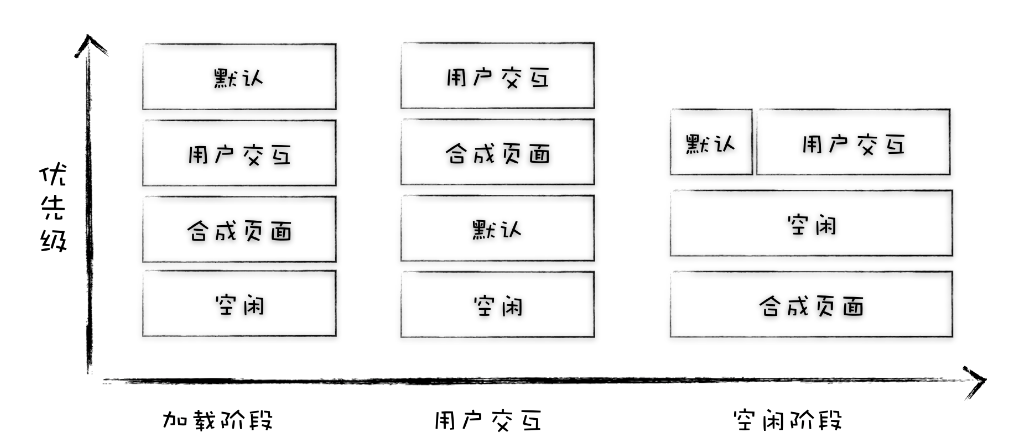 优先级
默认
用户交互
合成页面
空闲
用户交互
合成页面
默认
空闲
默认
用户交互
空闲
合成页面
加载阶段
用户交互
空闲阶段